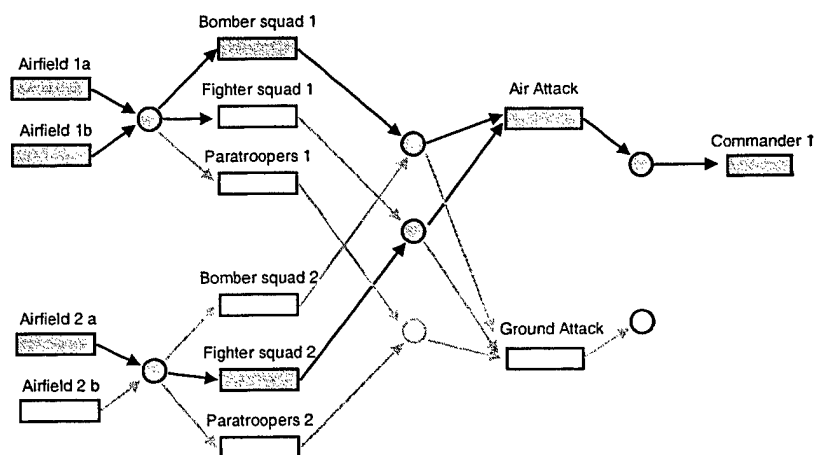 Bomber squad 1
Airfield 1a
Fighter squad 1
Air Attack
Airfield 1b
Commander 1
Paratroopers 1
Bomber squad 2
Airfield 2 a
Ground Attack
Fighter squad 2
Airfield 2 b
Paratroopers 2